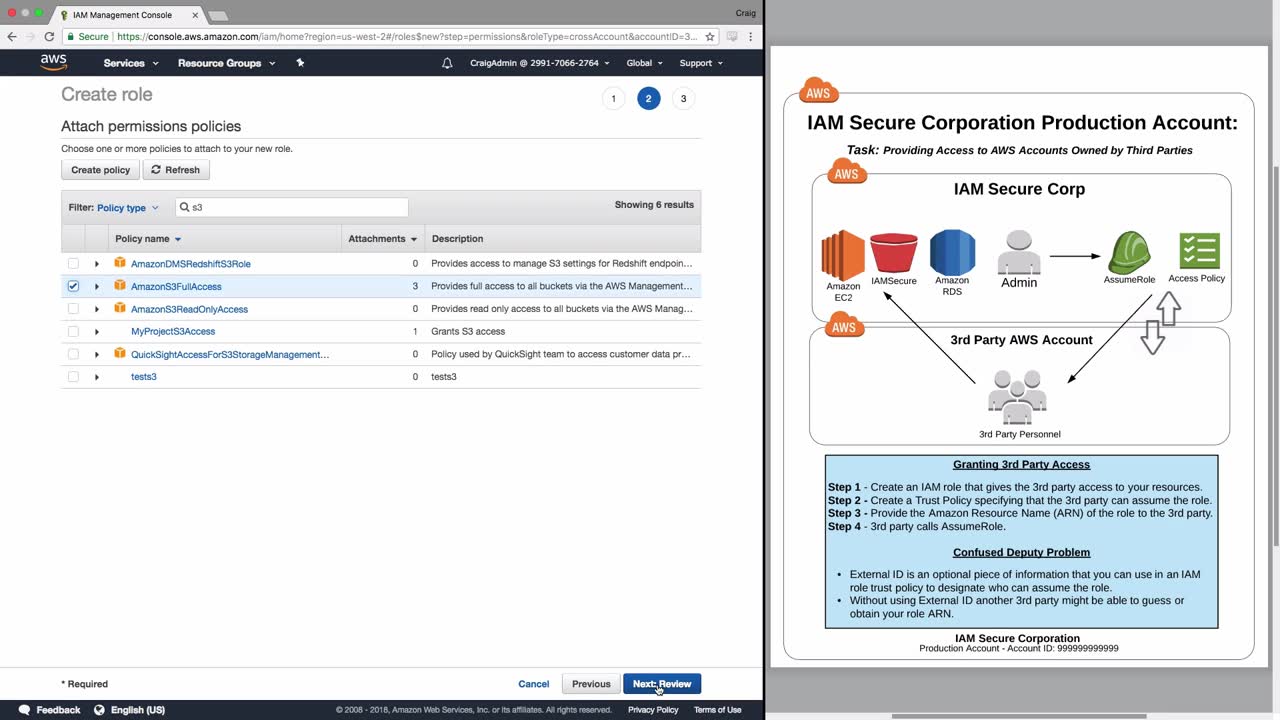 IAM Management Console
Craig
Secure | https://console.aws.amazon.com/iam/home?region=us-west-2#/roles$new?step=permissions&roleType=crossAccount&accountID=3...
aws
Services
Resource Groups
CraigAdmin @ 2991-7066-2764
Global
Support
Create role
1
2
3
Attach permissions policies
Choose one or more policies to attach to your new role.
Create policy
Refresh
Filter: Policy type
s3
Showing 6 results
Policy name Attachments Description
AmazonDMSRedshiftS3Role 0 Provides access to manage S3 settings for Redshift endpoin...
AmazonS3FullAccess 3 Provides full access to all buckets via the AWS Management...
AmazonS3ReadOnlyAccess 0 Provides read only access to all buckets via the AWS Manag...
MyProjectS3Access 1 Grants S3 access
QuickSightAccessForS3StorageManagement... 0 Policy used by QuickSight team to access customer data pr...
tests3 0 tests3
* Required
Cancel
Previous
Next: Review
Feedback
English (US)
© 2008 - 2018, Amazon Web Services, Inc. or its affiliates. All rights reserved.
Privacy Policy
Terms of Use
AWS
IAM Secure Corporation Production Account:
Task: Providing Access to AWS Accounts Owned by Third Parties
AWS
IAM Secure Corp
Amazon
EC2
IAMSecure
Amazon
RDS
Admin
AssumeRole
Access Policy
AWS
3rd Party AWS Account
3rd Party Personnel
Granting 3rd Party Access
Step 1 - Create an IAM role that gives the 3rd party access to your resources.
Step 2 - Create a Trust Policy specifying that the 3rd party can assume the role.
Step 3 - Provide the Amazon Resource Name (ARN) of the role to the 3rd party.
Step 4 - 3rd party calls AssumeRole.
Confused Deputy Problem
• External ID is an optional piece of information that you can use in an IAM
role trust policy to designate who can assume the role.
• Without using External ID another 3rd party might be able to guess or
obtain your role ARN.
IAM Secure Corporation
Production Account - Account ID: 999999999999